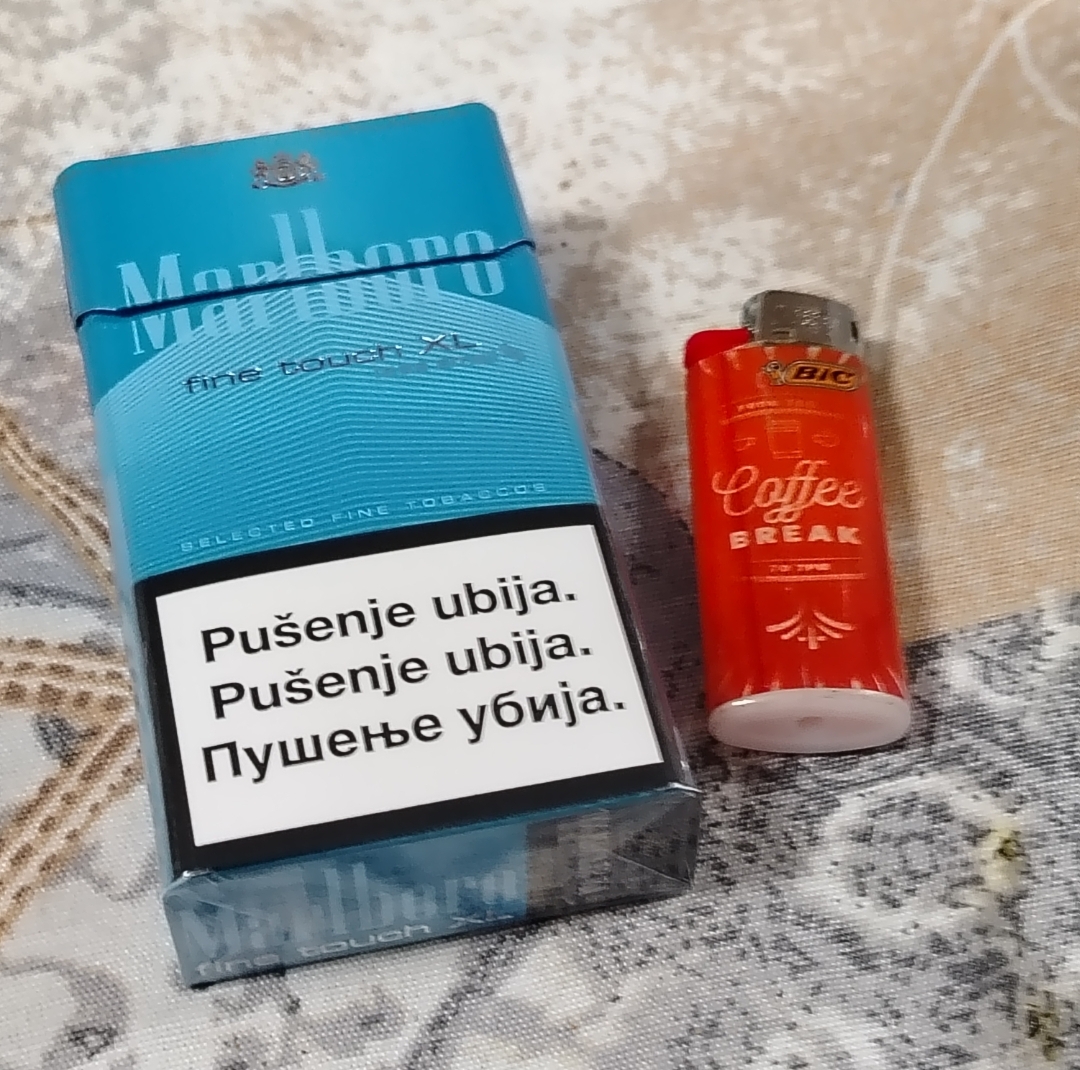 Marlboro
fine touch XL
SELECTED FINE TOBACCOS
Pušenje ubija.
Pušenje ubija.
Пушење убија.
Marlboro
fine touch XL
BIC
Coffee
BREAK